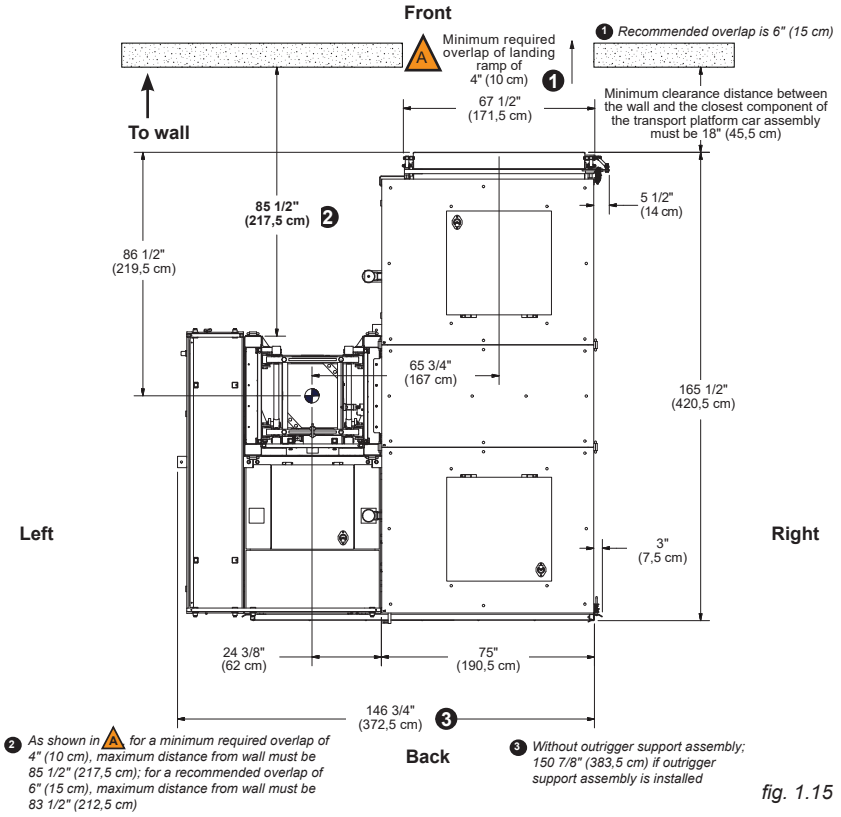 Front
1 Recommended overlap is 6" (15 cm)
A
Minimum required
overlap of landing
ramp of
4" (10 cm)
1
67 1/2"
(171,5 cm)
Minimum clearance distance between
the wall and the closest component of
the transport platform car assembly
must be 18" (45,5 cm)
To wall
85 1/2"
(217,5 cm)
2
5 1/2"
(14 cm)
86 1/2"
(219,5 cm)
65 3/4"
(167 cm)
165 1/2"
(420,5 cm)
Left
Right
3"
(7,5 cm)
24 3/8"
(62 cm)
75"
(190,5 cm)
146 3/4"
(372,5 cm)
3
Back
2 As shown in A for a minimum required overlap of
4" (10 cm), maximum distance from wall must be
85 1/2" (217,5 cm); for a recommended overlap of
6" (15 cm), maximum distance from wall must be
83 1/2" (212,5 cm)
3 Without outrigger support assembly;
150 7/8" (383,5 cm) if outrigger
support assembly is installed
fig. 1.15